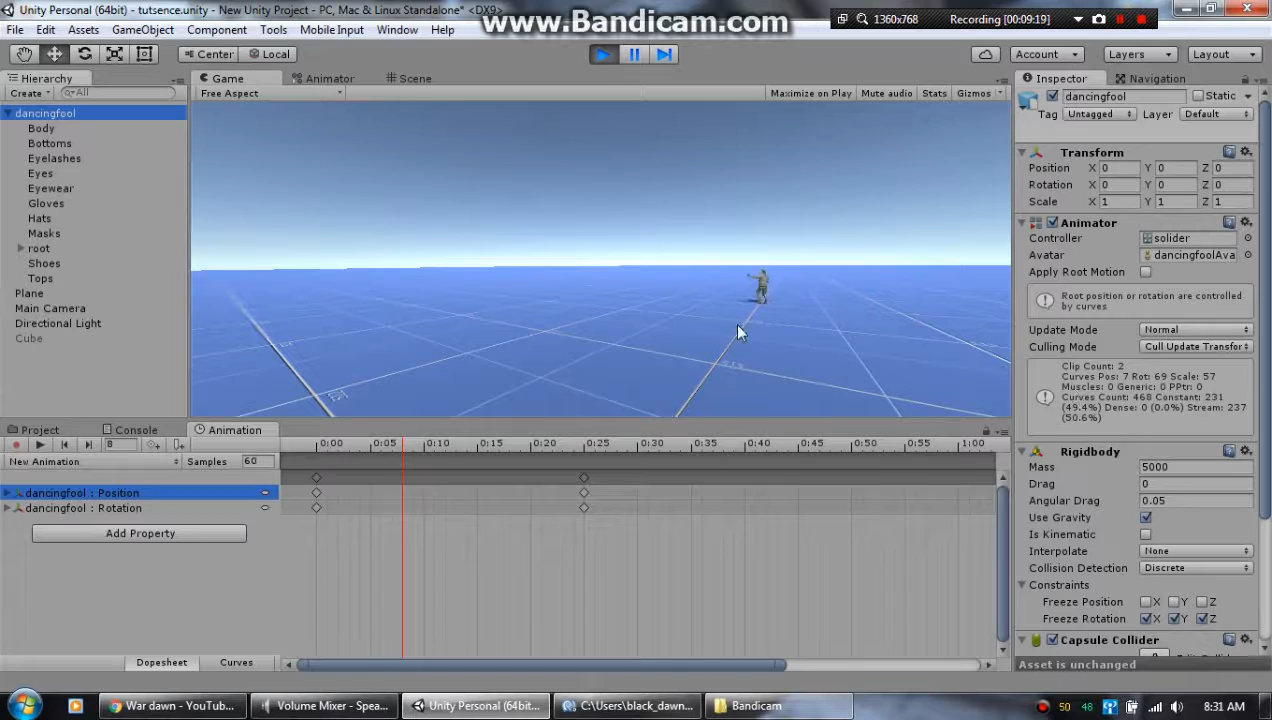 Unity Personal (64bit) - tutsence.unity - New Unity Project - PC, Mac & Linux Standalone* <DX9>
www.Bandicam.com
1360x768
Recording [00:09:19]
File Edit Assets GameObject Component Tools Mobile Input Window Help
Center Local
Account Layers Layout
Hierarchy
Game Animator Scene
Inspector Navigation
Create All
Free Aspect
Maximize on Play Mute audio Stats Gizmos
dancingfool
Body
Bottoms
Eyelashes
Eyes
Eyewear
Gloves
Hats
Masks
root
Shoes
Tops
Plane
Main Camera
Directional Light
Cube
dancingfool Static
Tag Untagged Layer Default
Transform
Position X 0 Y 0 Z 0
Rotation X 0 Y 0 Z 0
Scale X 1 Y 1 Z 1
Animator
Controller solider
Avatar dancingfoolAva
Apply Root Motion
Root position or rotation are controlled
by curves
Update Mode Normal
Culling Mode Cull Update Transfor
Clip Count: 2
Curves Pos: 7 Rot: 69 Scale: 57
Muscles: 0 Generic: 0 PPtr: 0
Curves Count: 468 Constant: 231
(49.4%) Dense: 0 (0.0%) Stream: 237
(50.6%)
Rigidbody
Mass 5000
Drag 0
Angular Drag 0.05
Use Gravity
Is Kinematic
Interpolate None
Collision Detection Discrete
Constraints
Freeze Position X Y Z
Freeze Rotation X Y Z
Capsule Collider
Asset is unchanged
Project Console Animation
8
0:00 0:05 0:10 0:15 0:20 0:25 0:30 0:35 0:40 0:45 0:50 0:55 1:00
New Animation Samples 60
dancingfool : Position
dancingfool : Rotation
Add Property
Dopesheet Curves
War dawn - YouTub...
Volume Mixer - Spea...
Unity Personal (64bit...
C:\Users\black_dawn...
Bandicam
50 48
8:31 AM